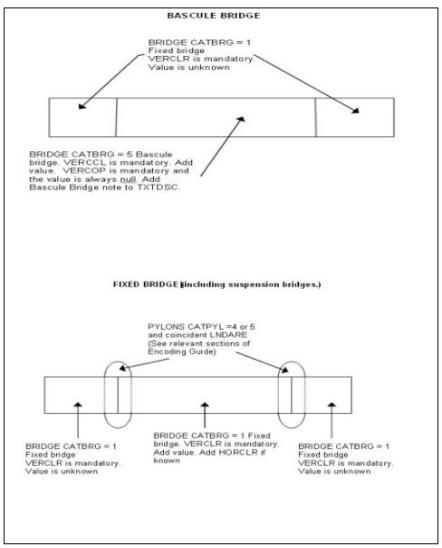 BASCULE BRIDGE
BRIDGE CATBRG = 1
Fixed bridge
VERCLR is mandatory.
Value is unknown
BRIDGE CATBRG = 5 Bascule
bridge. VERCCL is mandatory. Add
value. VERCOP is mandatory and
the value is always null. Add
Bascule Bridge note to TXTDSC.
FIXED BRIDGE (including suspension bridges.)
PYLONS CATPYL =4 or 5
and coincident LNDARE
(See relevant sections of
Encoding Guide)
BRIDGE CATBRG = 1
Fixed bridge
VERCLR is mandatory.
Value is unknown
BRIDGE CATBRG = 1 Fixed
bridge. VERCLR is mandatory.
Add value. Add HORCLR if
known
BRIDGE CATBRG = 1
Fixed bridge
VERCLR is mandatory.
Value is unknown